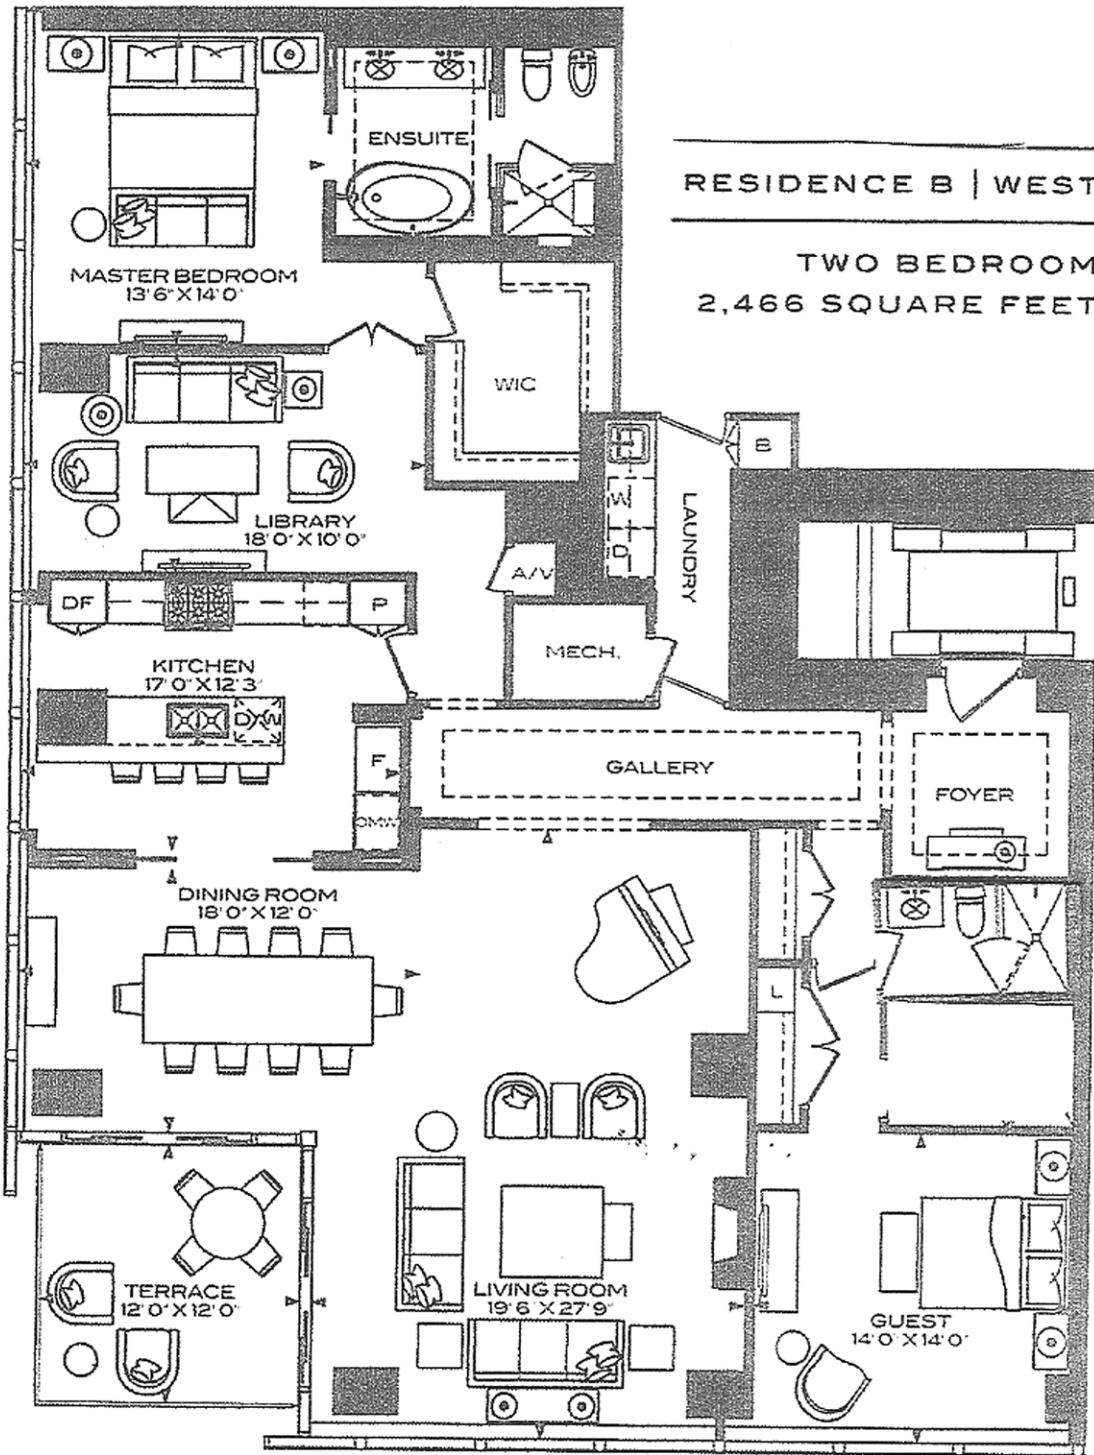 ENSUITE
RESIDENCE B | WEST
TWO BEDROOM
2,466 SQUARE FEET
MASTER BEDROOM
13'6" X 14'0"
WIC
B
W
D
LAUNDRY
LIBRARY
18'0" X 10'0"
A/V
DF
P
MECH.
KITCHEN
17'0" X 12'3"
DW
F
OMW
GALLERY
FOYER
DINING ROOM
18'0" X 12'0"
L
TERRACE
12'0" X 12'0"
LIVING ROOM
19'6" X 27'9"
GUEST
14'0" X 14'0"